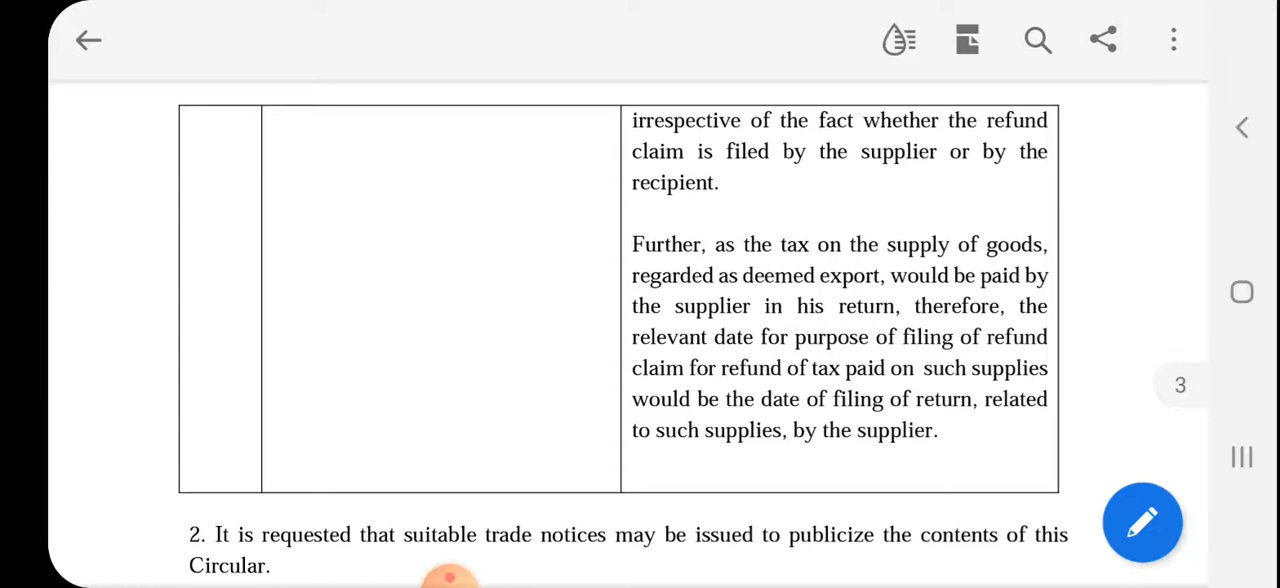 irrespective of the fact whether the refund
claim is filed by the supplier or by the
recipient.
Further, as the tax on the supply of goods,
regarded as deemed export, would be paid by
the supplier in his return, therefore, the
relevant date for purpose of filing of refund
claim for refund of tax paid on such supplies
would be the date of filing of return, related
to such supplies, by the supplier.
3
2. It is requested that suitable trade notices may be issued to publicize the contents of this
Circular.